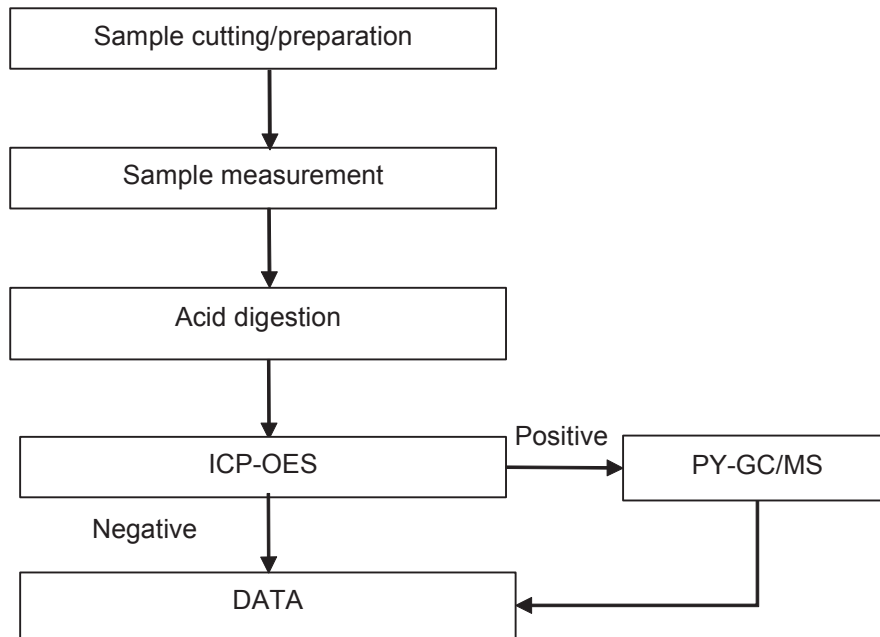 Sample cutting/preparation
Sample measurement
Acid digestion
ICP-OES
Positive
PY-GC/MS
Negative
DATA